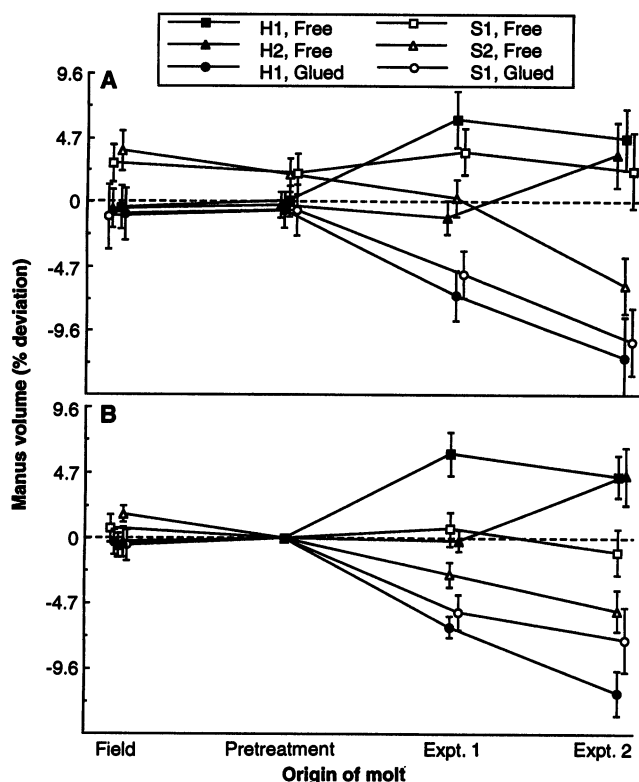 H1, Free S1, Free
H2, Free S2, Free
H1, Glued S1, Glued
A
9.6
4.7
0
-4.7
-9.6
Manus volume (% deviation)
B
9.6
4.7
0
-4.7
-9.6
Field Pretreatment Expt. 1 Expt. 2
Origin of molt